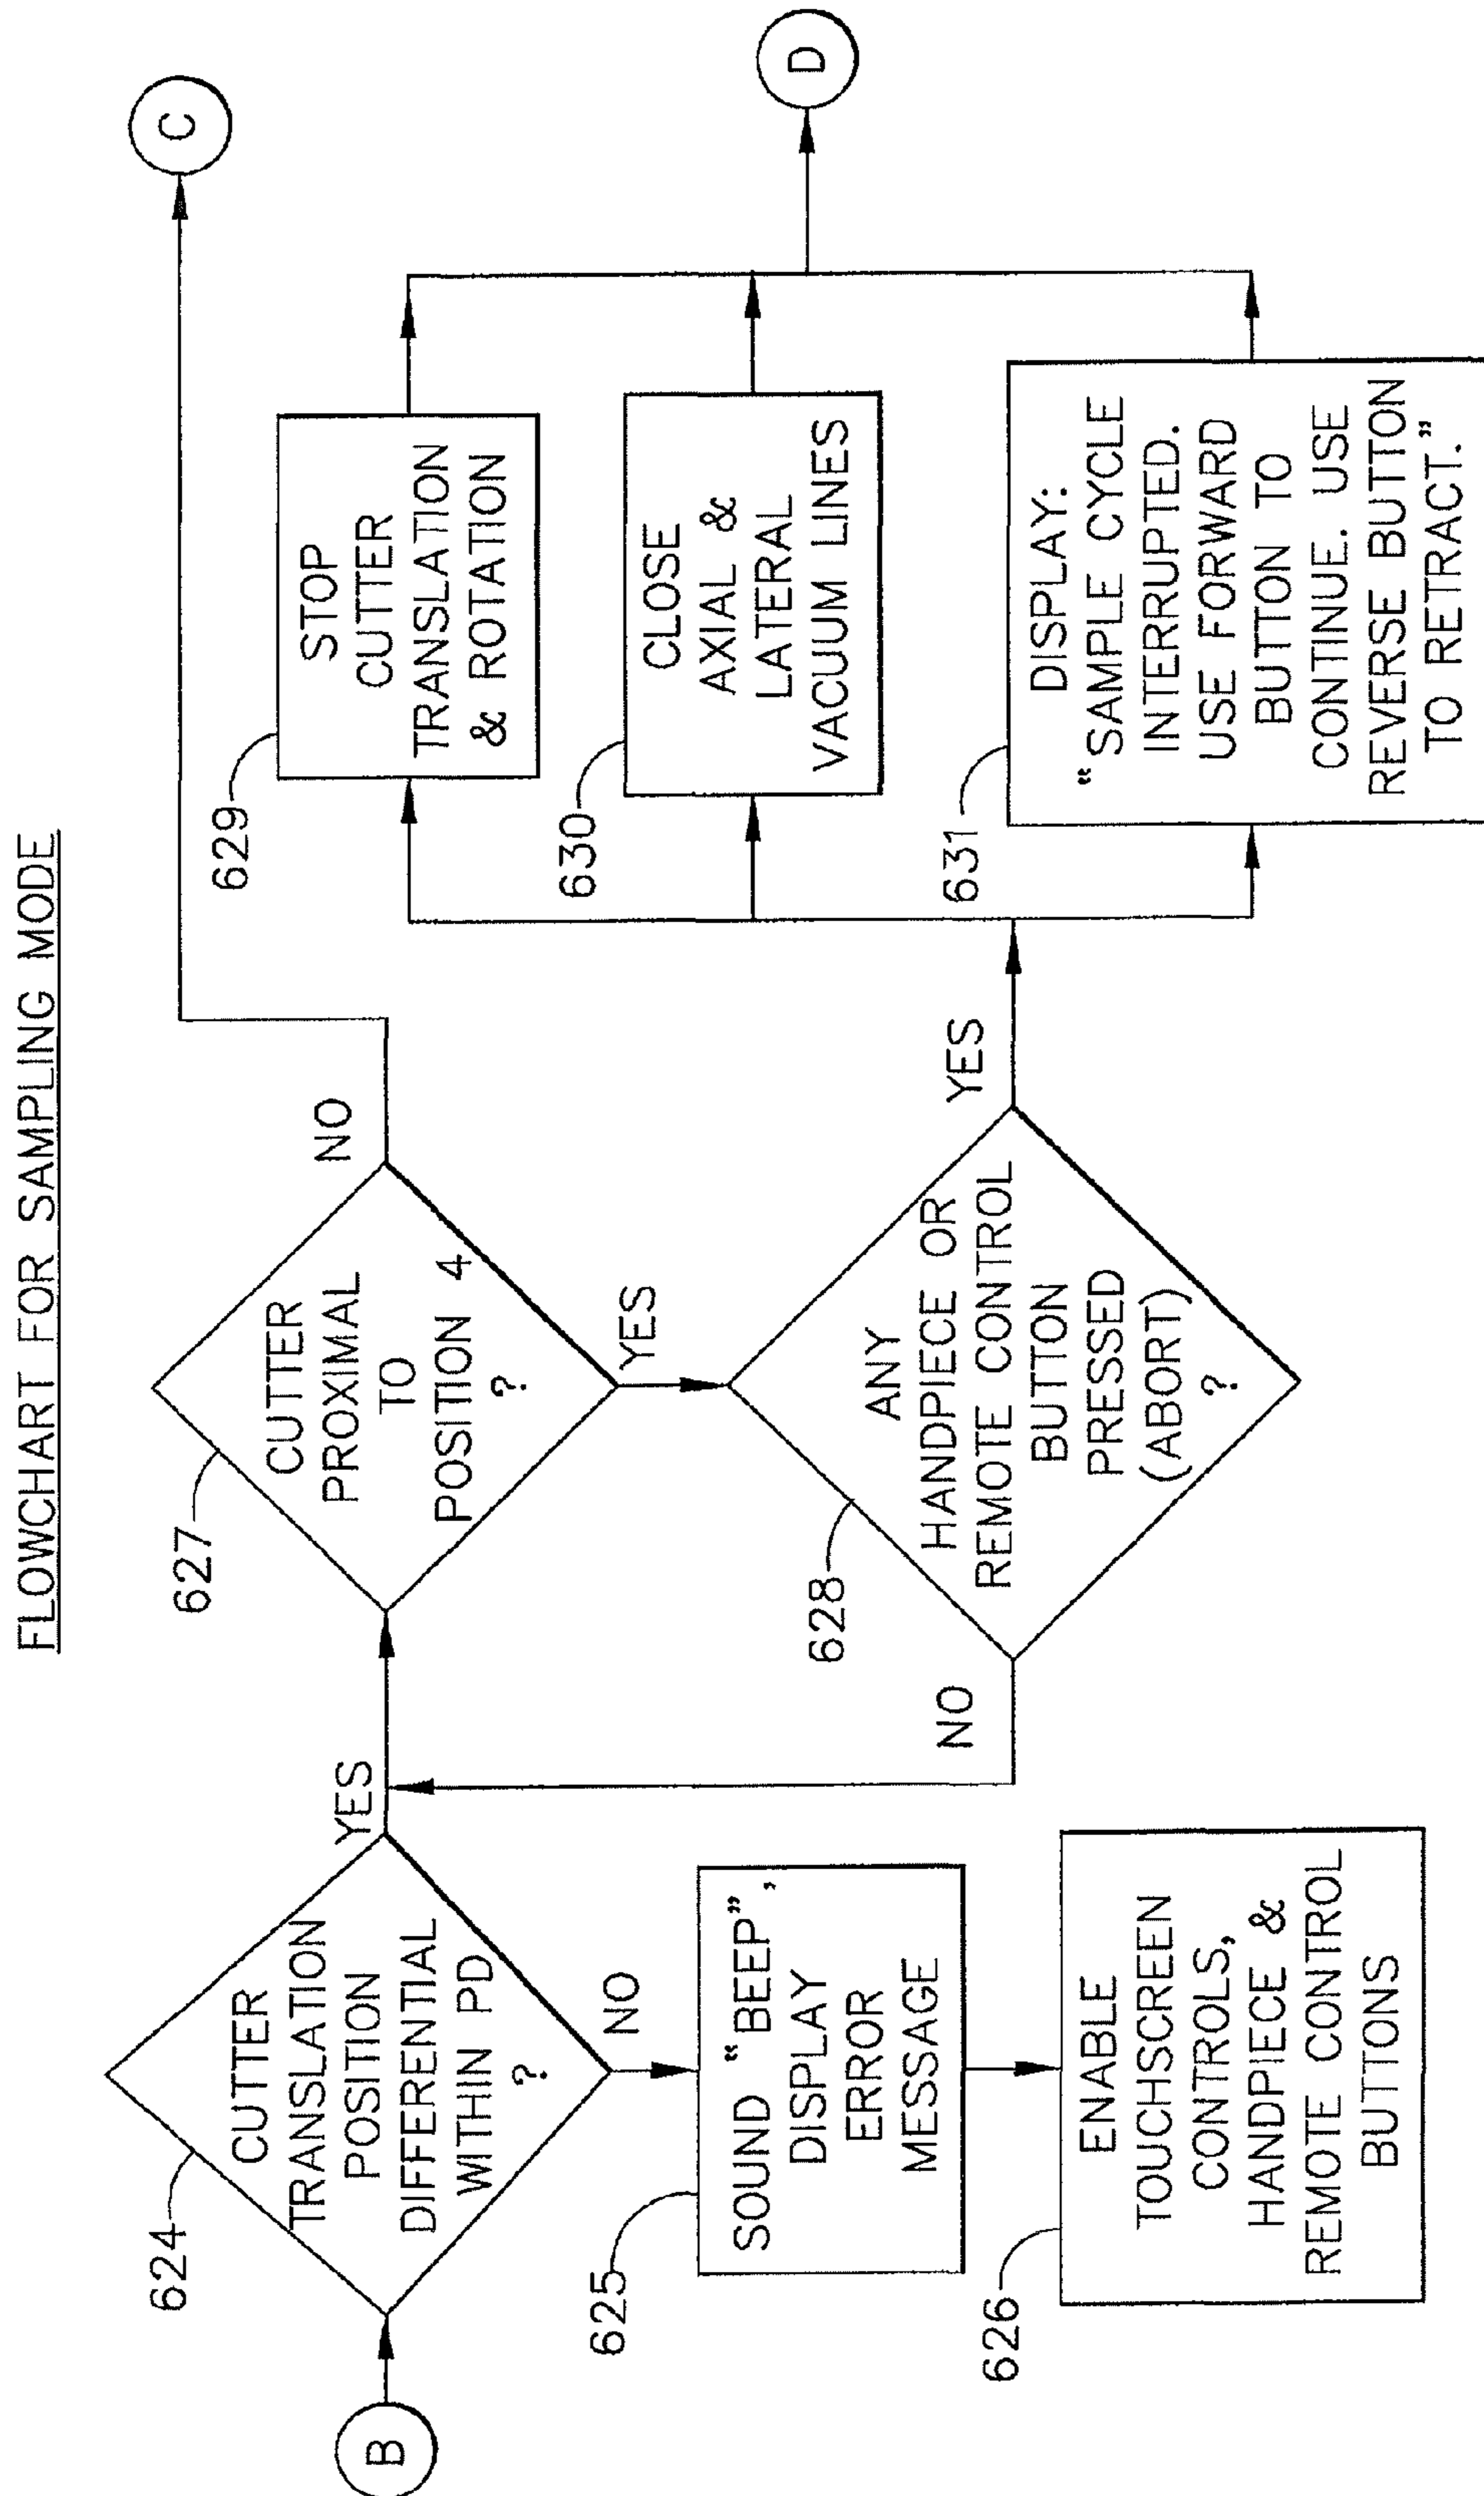 FLOWCHART FOR SAMPLING MODE
B
624
CUTTER
TRANSLATION
POSITION
DIFFERENTIAL
WITHIN PD
?
YES
NO
625
SOUND “BEEP”,
DISPLAY
ERROR
MESSAGE
626
ENABLE
TOUCHSCREEN
CONTROLS,
HANDPIECE &
REMOTE CONTROL
BUTTONS
627
CUTTER
PROXIMAL
TO
POSITION 4
?
NO
YES
C
628
ANY
HANDPIECE OR
REMOTE CONTROL
BUTTON
PRESSED
(ABORT)
?
NO
YES
629
STOP
CUTTER
TRANSLATION
& ROTATION
630
CLOSE
AXIAL &
LATERAL
VACUUM LINES
631
DISPLAY:
“SAMPLE CYCLE
INTERRUPTED.
USE FORWARD
BUTTON TO
CONTINUE. USE
REVERSE BUTTON
TO RETRACT.”
D